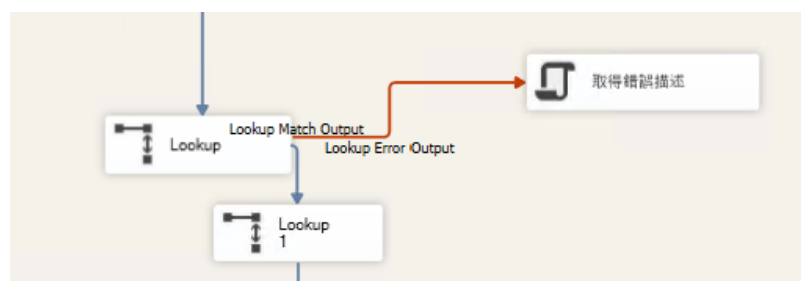 取得錯誤描述
Lookup Match Output
Lookup
Lookup Error Output
Lookup
1